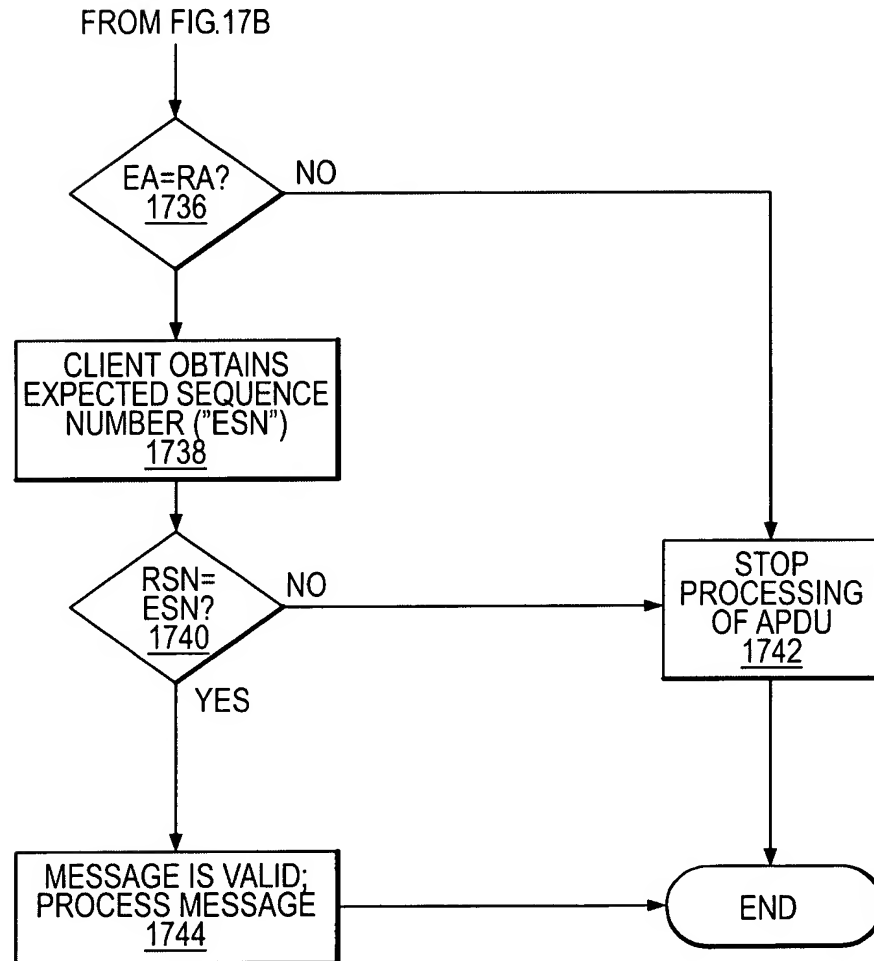 FROM FIG.17B
EA=RA?
1736
NO
CLIENT OBTAINS
EXPECTED SEQUENCE
NUMBER ("ESN")
1738
RSN=
ESN?
1740
NO
YES
STOP
PROCESSING
OF APDU
1742
MESSAGE IS VALID;
PROCESS MESSAGE
1744
END